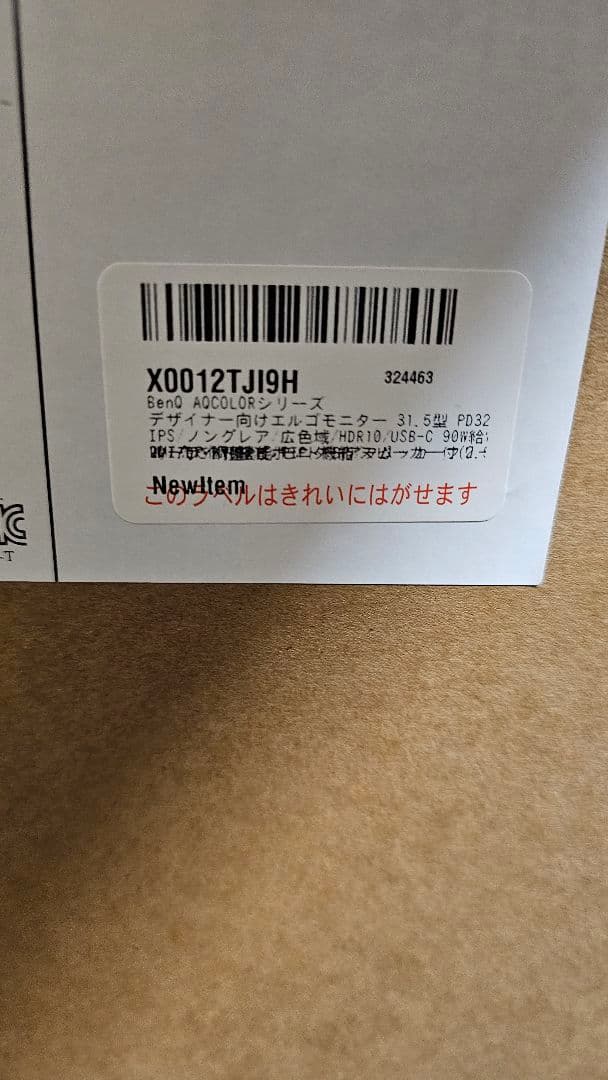 X0012TJI9H 324463
BenQ AQCOLORシリーズ
デザイナー向けエルゴモニター 31.5型 PD32
IPS/ノングレア/広色域/HDR10/USB-C 90W給
NewItem
このラベルはきれいにはがせます
-T